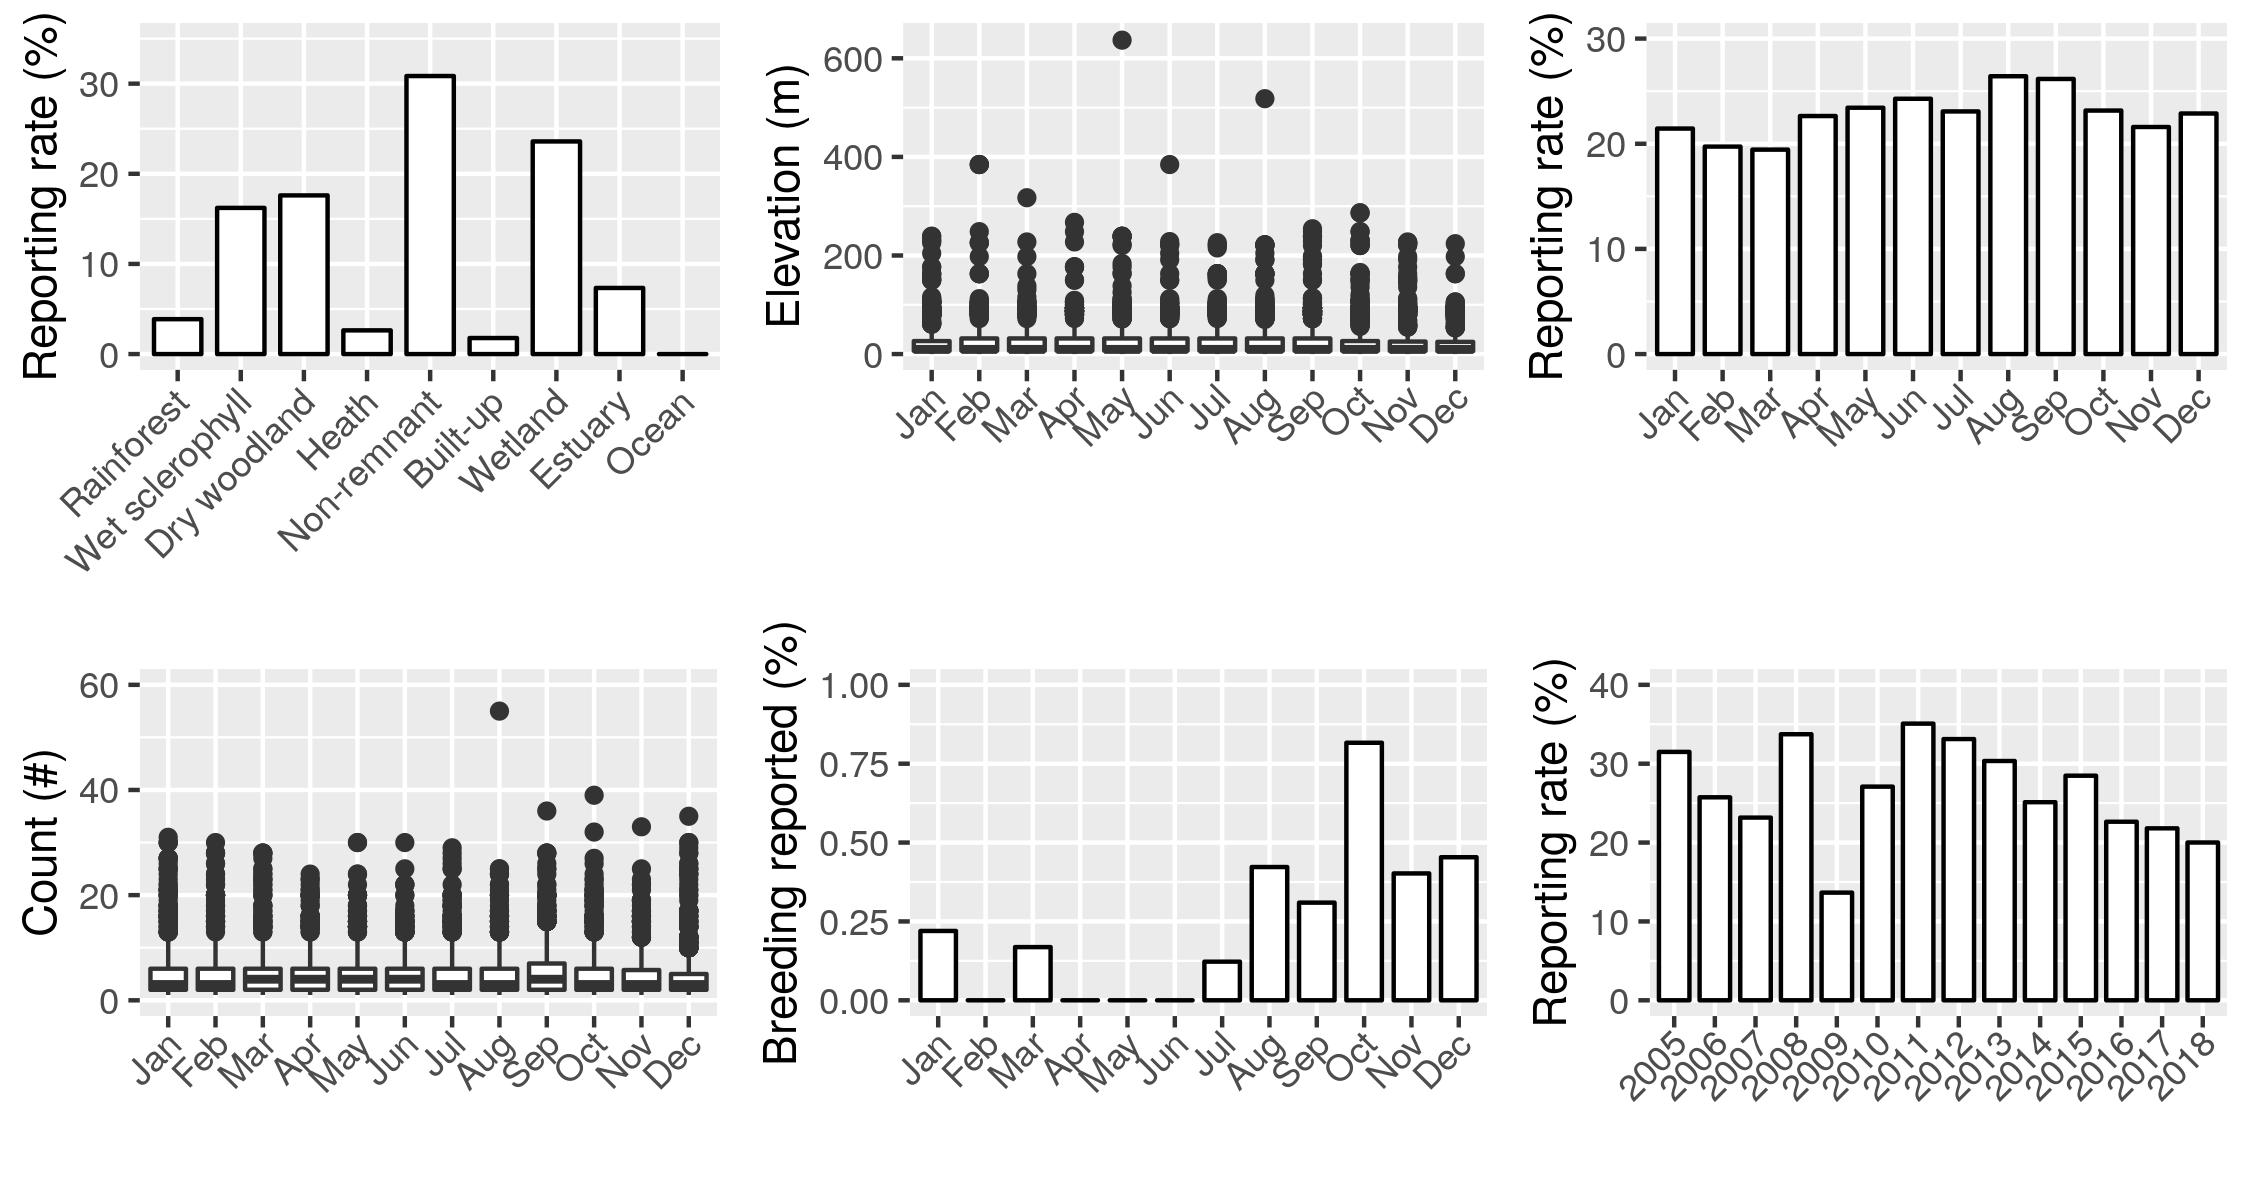 Reporting rate (%)
30
20
10
0
Rainforest
Wet sclerophyll
Dry woodland
Heath
Non-remnant
Built-up
Wetland
Estuary
Ocean
Elevation (m)
600
400
200
0
Jan
Feb
Mar
Apr
May
Jun
Jul
Aug
Sep
Oct
Nov
Dec
Reporting rate (%)
30
20
10
0
Jan
Feb
Mar
Apr
May
Jun
Jul
Aug
Sep
Oct
Nov
Dec
Count (#)
60
40
20
0
Jan
Feb
Mar
Apr
May
Jun
Jul
Aug
Sep
Oct
Nov
Dec
Breeding reported (%)
1.00
0.75
0.50
0.25
0.00
Jan
Feb
Mar
Apr
May
Jun
Jul
Aug
Sep
Oct
Nov
Dec
Reporting rate (%)
40
30
20
10
0
2005
2006
2007
2008
2009
2010
2011
2012
2013
2014
2015
2016
2017
2018